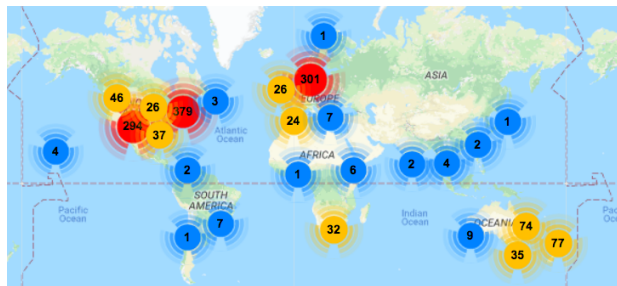 1
ASIA
301
26
EUROPE
46
26
379
3
24
7
294
37
Atlantic
Ocean
1
4
2
AFRICA
2
1
6
2
4
SOUTH
AMERICA
Pacific
Ocean
Indian
Ocean
OCEANIA
Pac
Oc
7
1
32
9
74
35
77